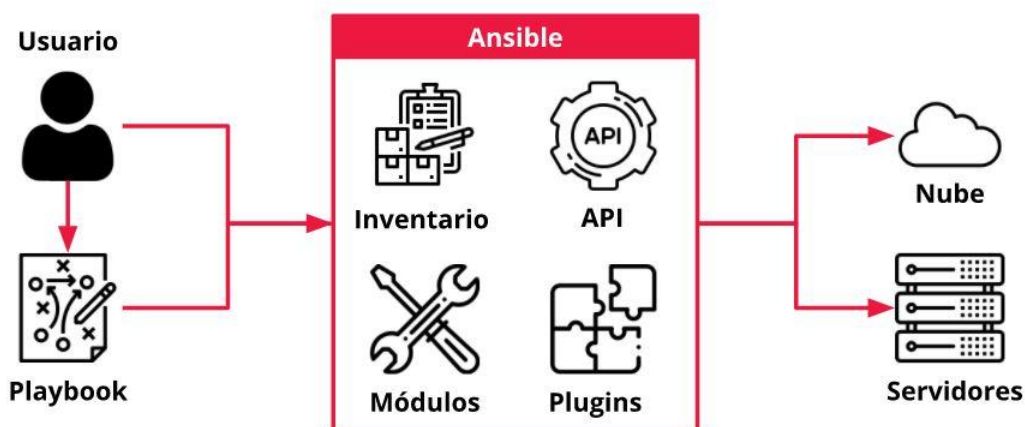 Usuario
Ansible
API
Inventario
API
Nube
Playbook
Módulos
Plugins
Servidores